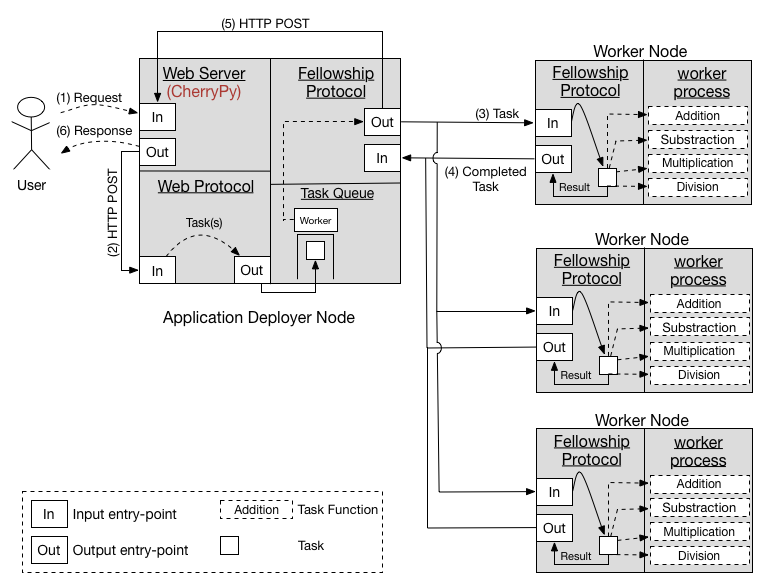 (5) HTTP POST
Web Server
(CherryPy)
Fellowship
Protocol
(1) Request
In
Out
(6) Response
Out
In
User
(2) HTTP POST
Web Protocol
Task(s)
In
Out
Task Queue
Worker
Application Deployer Node
(3) Task
(4) Completed
Task
Worker Node
Fellowship
Protocol
worker
process
In
Out
Result
Addition
Substraction
Multiplication
Division
Worker Node
Fellowship
Protocol
worker
process
In
Out
Result
Addition
Substraction
Multiplication
Division
Worker Node
Fellowship
Protocol
worker
process
In
Out
Result
Addition
Substraction
Multiplication
Division
In
Input entry-point
Addition
Task Function
Out
Output entry-point
Task